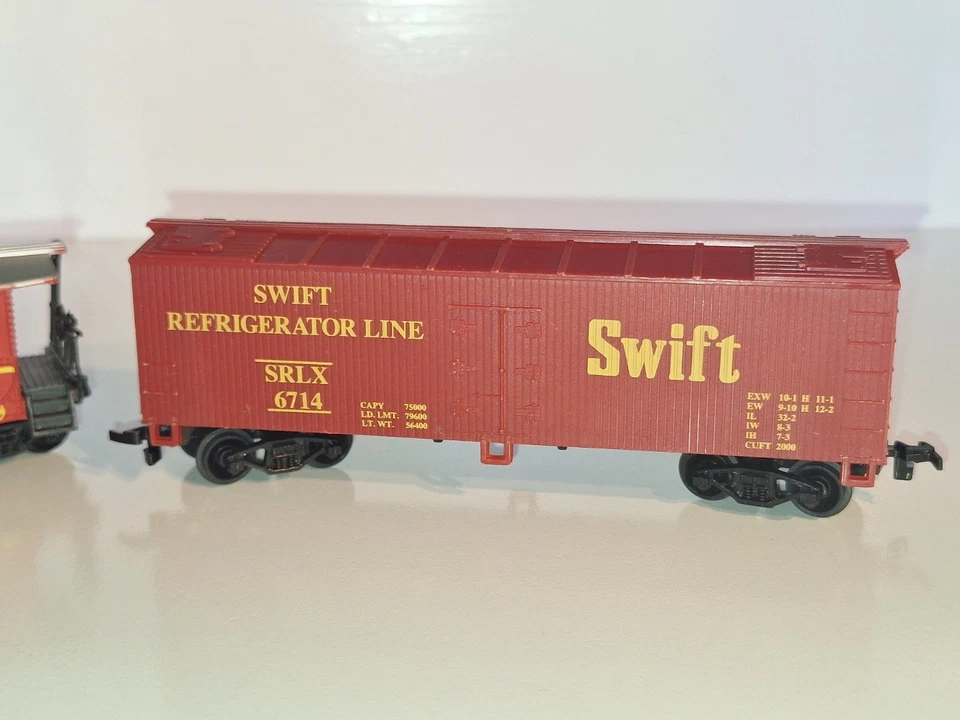 SWIFT
REFRIGERATOR LINE
SRLX
6714
CAPY 75000
LD. LMT. 79600
LT. WT. 56400
Swift
EXW 10-1 H 11-1
EW 9-10 H 12-2
IL 32-2
IW 8-3
IH 7-3
CUFT 2000